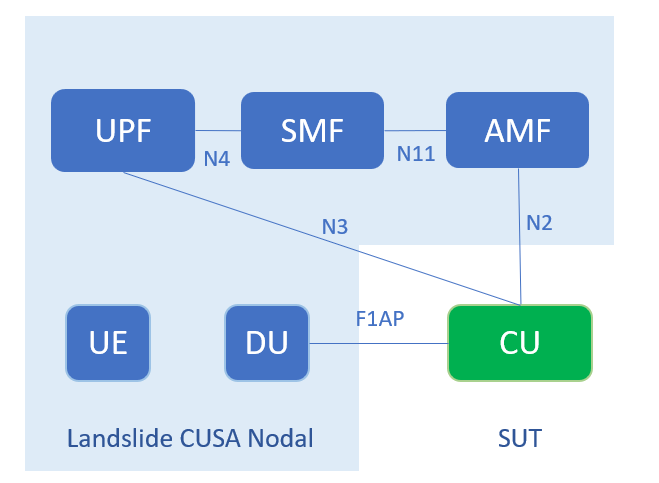 UPF
SMF
AMF
N4
N11
N3
N2
UE
DU
F1AP
CU
Landslide CUSA Nodal
SUT